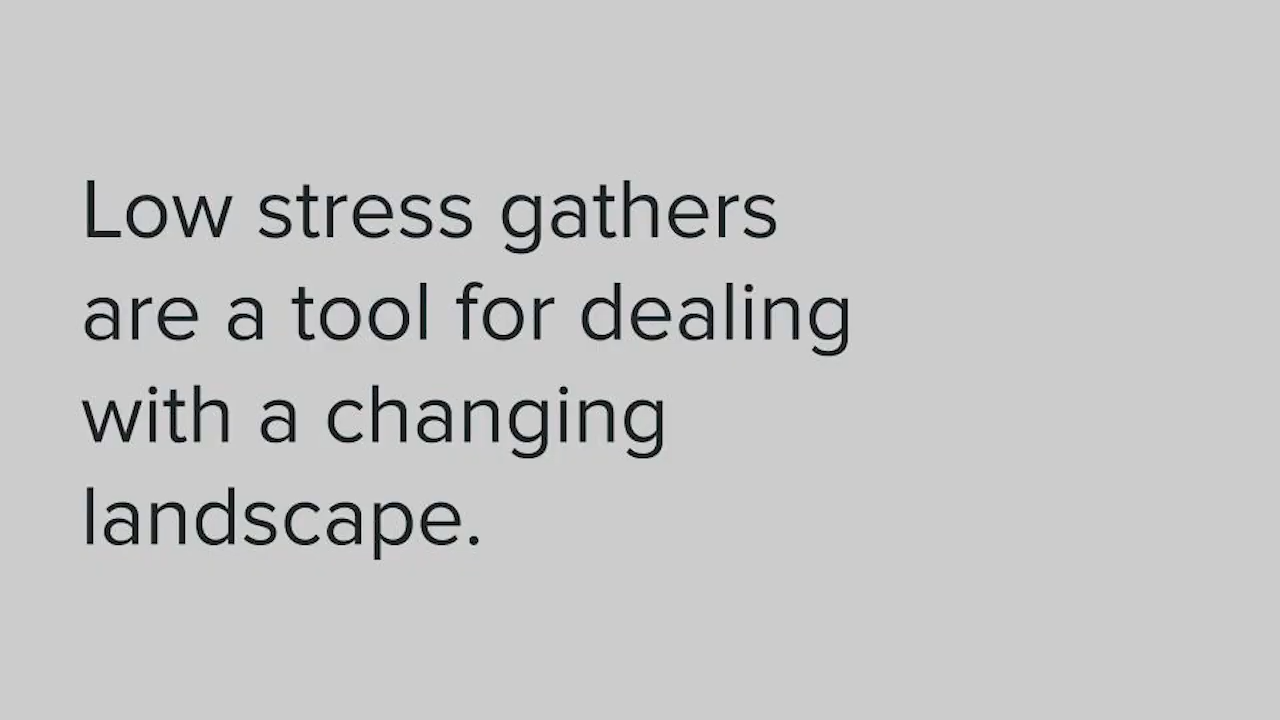 Low stress gathers
are a tool for dealing
with a changing
landscape.